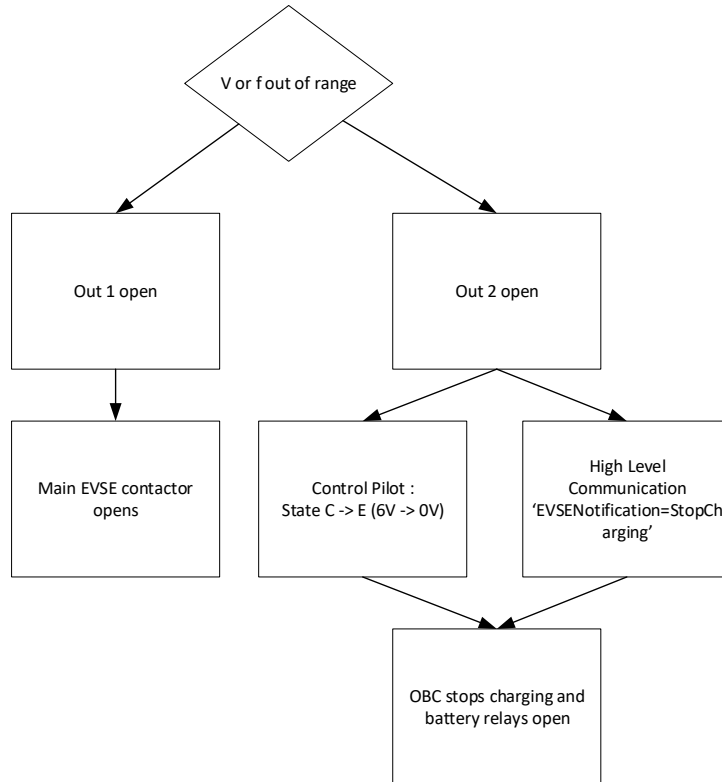 V or f out of range
Out 1 open
Out 2 open
Main EVSE contactor
opens
Control Pilot :
State C -> E (6V -> 0V)
High Level
Communication
‘EVSENotification=StopCh
arging’
OBC stops charging and
battery relays open